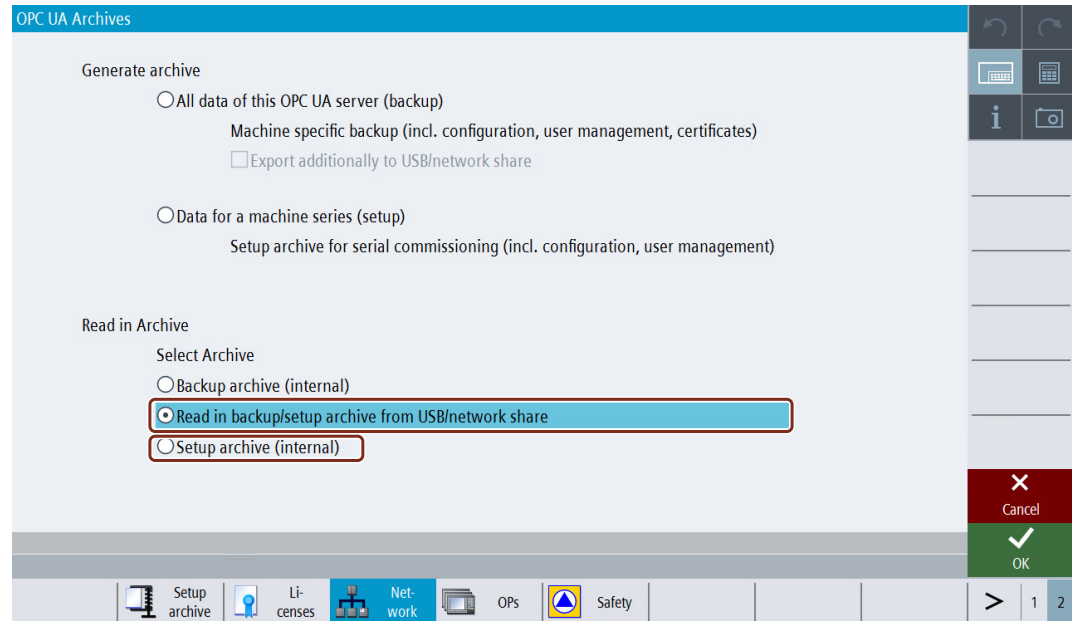 OPC UA Archives
Generate archive
All data of this OPC UA server (backup)
Machine specific backup (incl. configuration, user management, certificates)
Export additionally to USB/network share
Data for a machine series (setup)
Setup archive for serial commissioning (incl. configuration, user management)
Read in Archive
Select Archive
Backup archive (internal)
Read in backup/setup archive from USB/network share
Setup archive (internal)
i
Cancel
OK
Setup
archive
Li-
censes
Net-
work
OPs
Safety
>
1
2